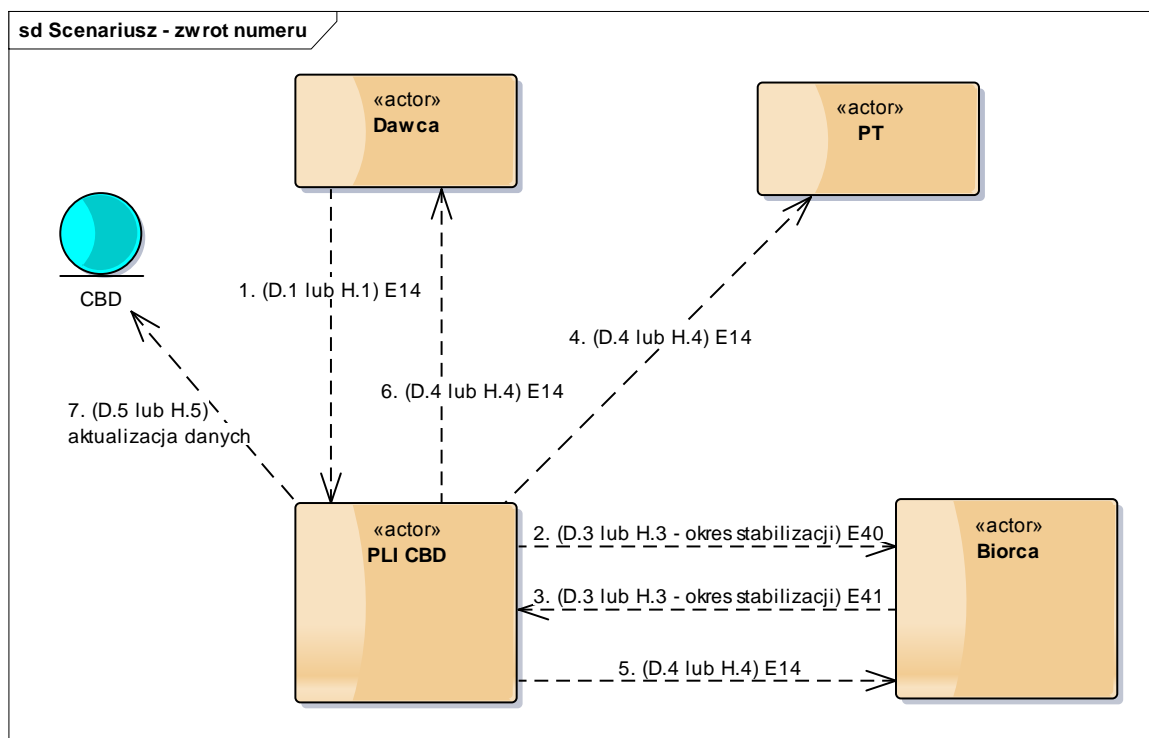 sd Scenariusz - zwrot numeru
«actor»
Dawca
«actor»
PT
CBD
1. (D.1 lub H.1) E14
4. (D.4 lub H.4) E14
6. (D.4 lub H.4) E14
7. (D.5 lub H.5)
aktualizacja danych
«actor»
PLI CBD
2. (D.3 lub H.3 - okres stabilizacji) E40
3. (D.3 lub H.3 - okres stabilizacji) E41
5. (D.4 lub H.4) E14
«actor»
Biorca